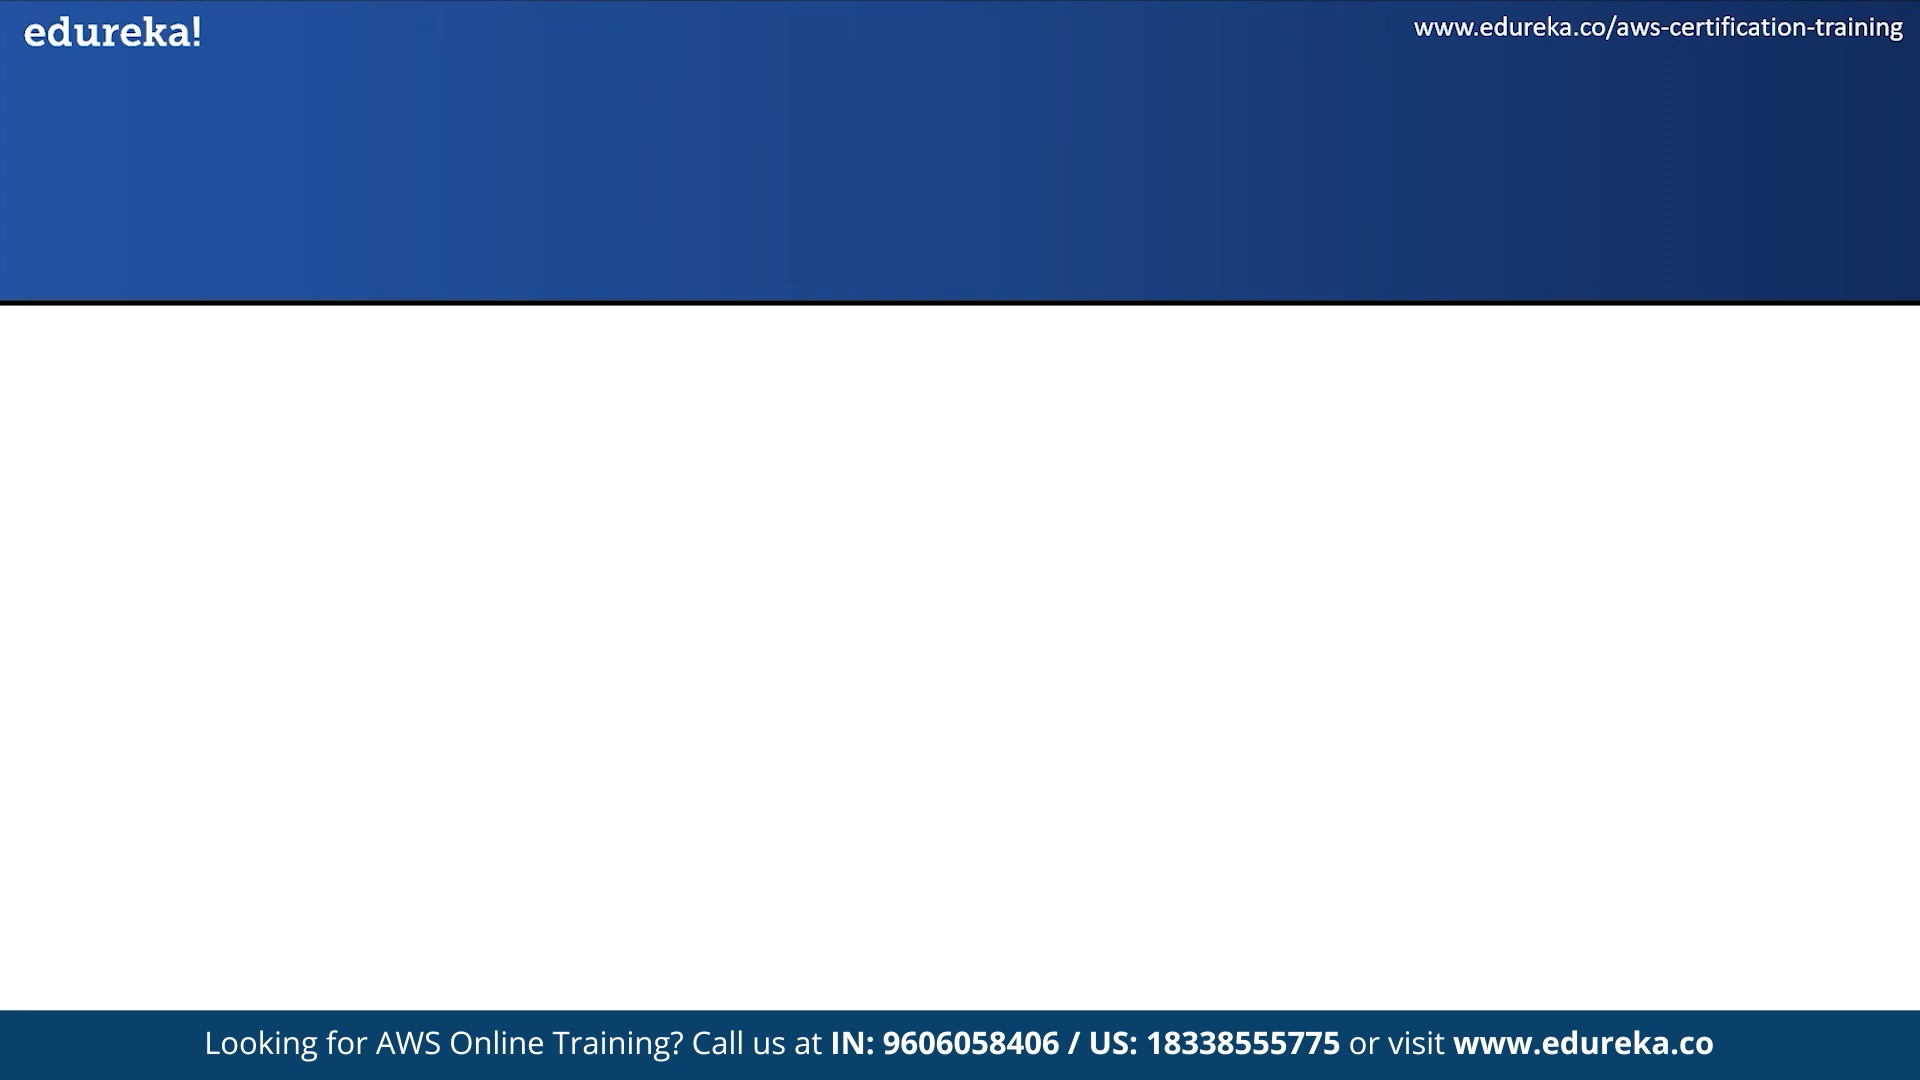 edureka!
www.edureka.co/aws-certification-training
Looking for AWS Online Training? Call us at IN: 9606058406 / US: 18338555775 or visit www.edureka.co